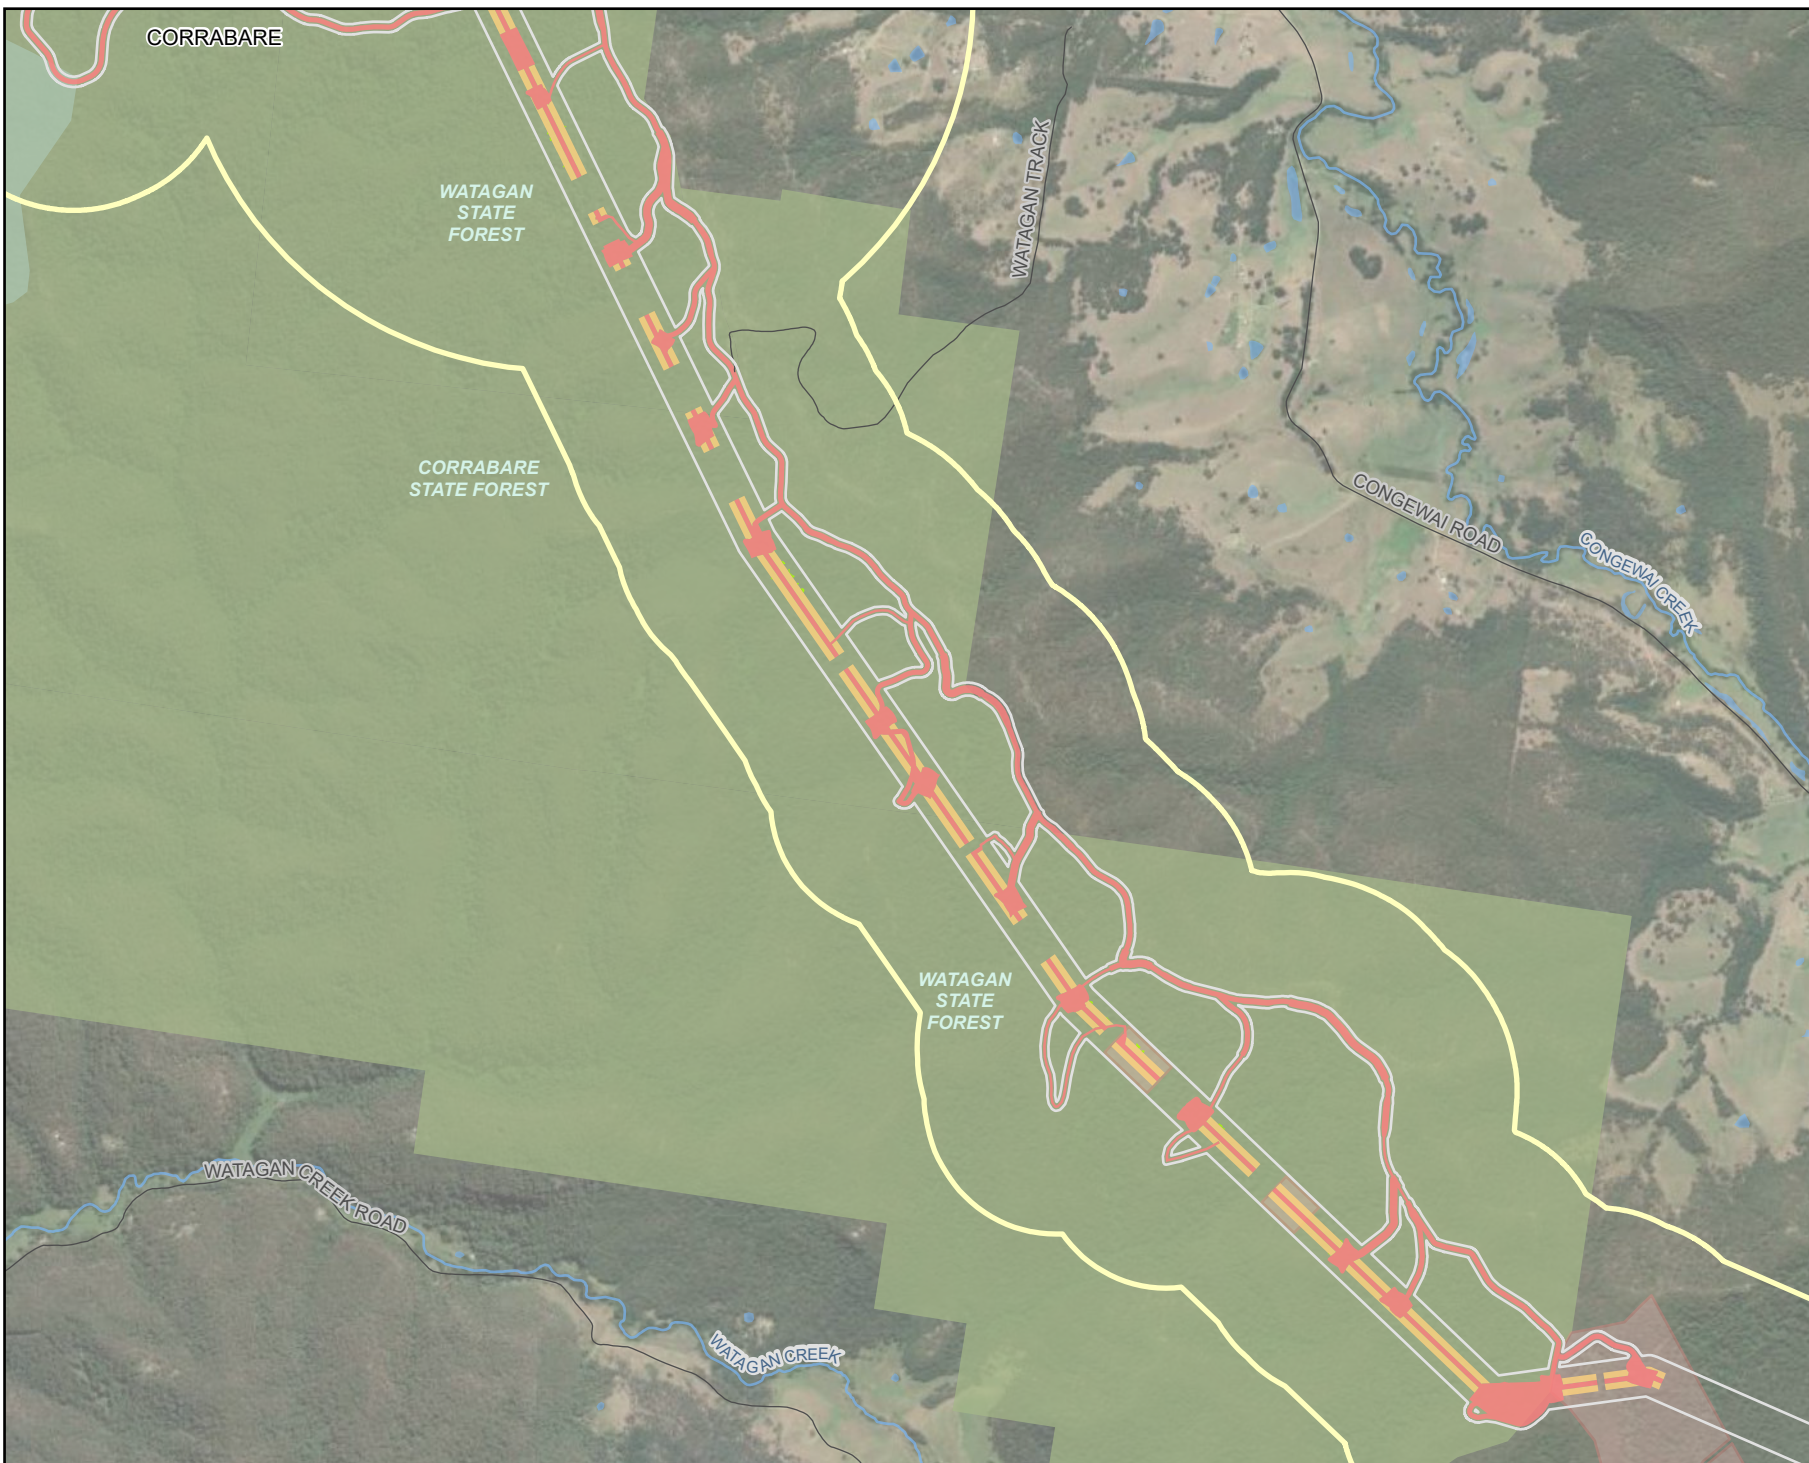 CORRABARE
WATAGAN
STATE
FOREST
WATAGAN TRACK
CORRABARE
STATE FOREST
CONGEWAI ROAD
CONGEWAI CREEK
WATAGAN
STATE
FOREST
WATAGAN CREEK ROAD
WATAGAN CREEK